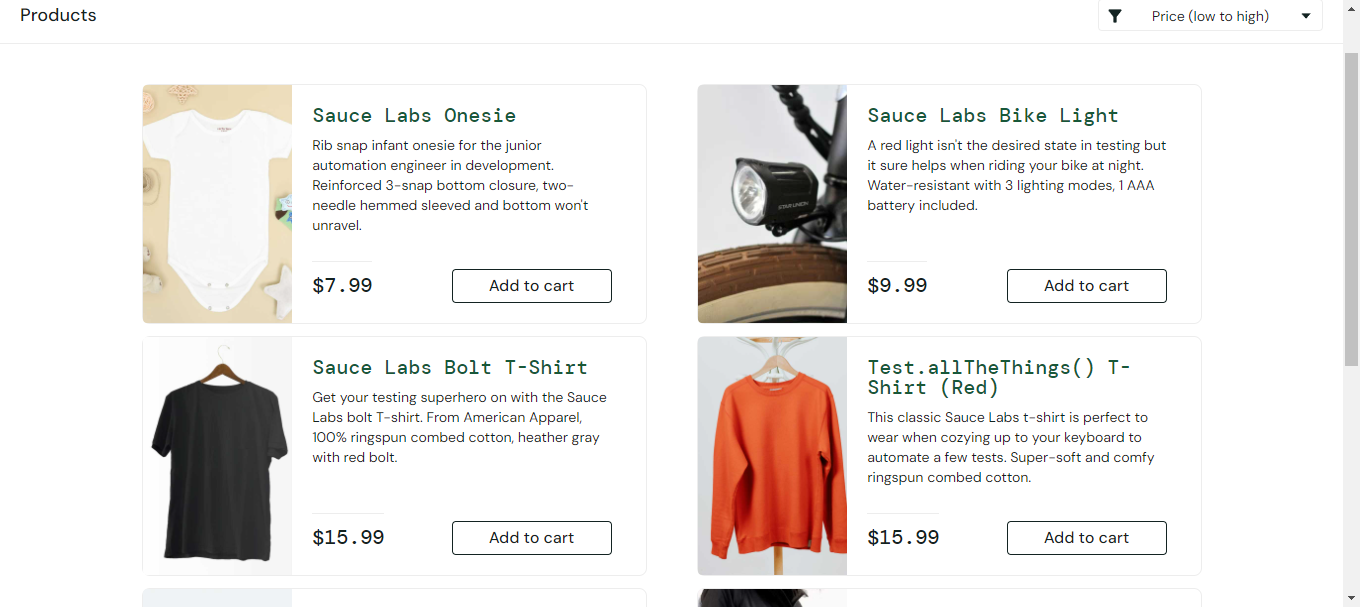 Products
Price (low to high)
Sauce Labs Onesie
Rib snap infant onesie for the junior
automation engineer in development.
Reinforced 3-snap bottom closure, two-
needle hemmed sleeved and bottom won't
unravel.
$7.99
Add to cart
Sauce Labs Bike Light
A red light isn't the desired state in testing but
it sure helps when riding your bike at night.
Water-resistant with 3 lighting modes, 1 AAA
battery included.
$9.99
Add to cart
STAR UNION
Sauce Labs Bolt T-Shirt
Get your testing superhero on with the Sauce
Labs bolt T-shirt. From American Apparel,
100% ringspun combed cotton, heather gray
with red bolt.
$15.99
Add to cart
Test.allTheThings() T-
Shirt (Red)
This classic Sauce Labs t-shirt is perfect to
wear when cozying up to your keyboard to
automate a few tests. Super-soft and comfy
ringspun combed cotton.
$15.99
Add to cart